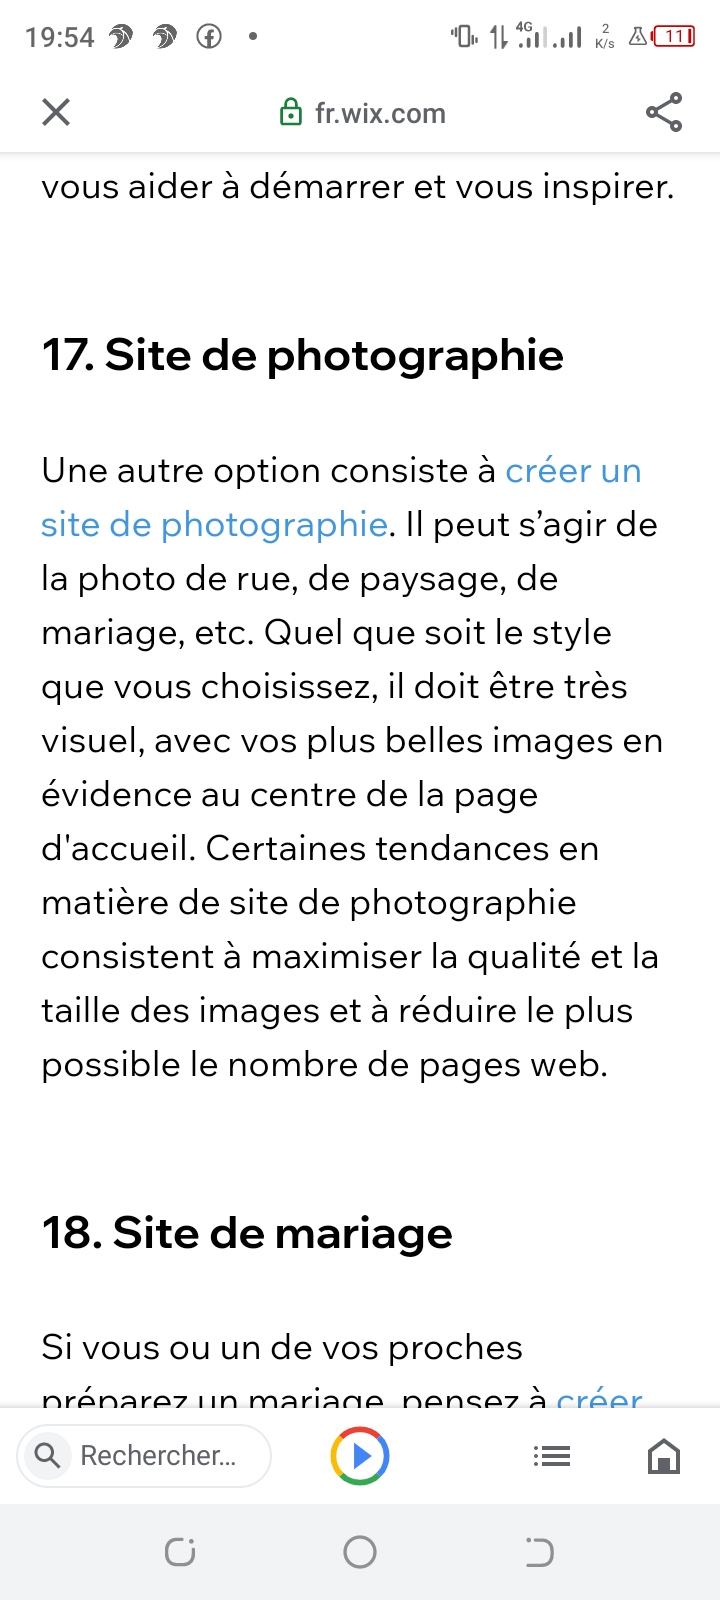 19:54
4G
2
K/s
11
fr.wix.com
vous aider à démarrer et vous inspirer.
17. Site de photographie
Une autre option consiste à créer un
site de photographie. Il peut s’agir de
la photo de rue, de paysage, de
mariage, etc. Quel que soit le style
que vous choisissez, il doit être très
visuel, avec vos plus belles images en
évidence au centre de la page
d'accueil. Certaines tendances en
matière de site de photographie
consistent à maximiser la qualité et la
taille des images et à réduire le plus
possible le nombre de pages web.
18. Site de mariage
Si vous ou un de vos proches
préparez un mariage, pensez à créer
Rechercher...